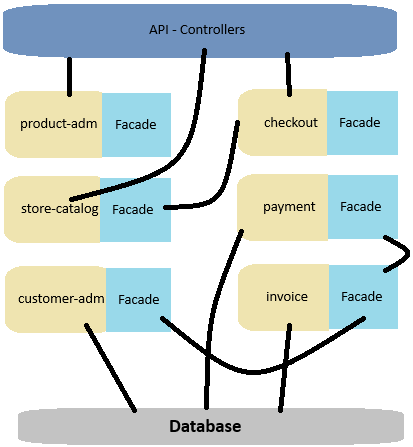 API - Controllers
product-adm
Facade
checkout
Facade
store-catalog
Facade
payment
Facade
customer-adm
Facade
invoice
Facade
Database